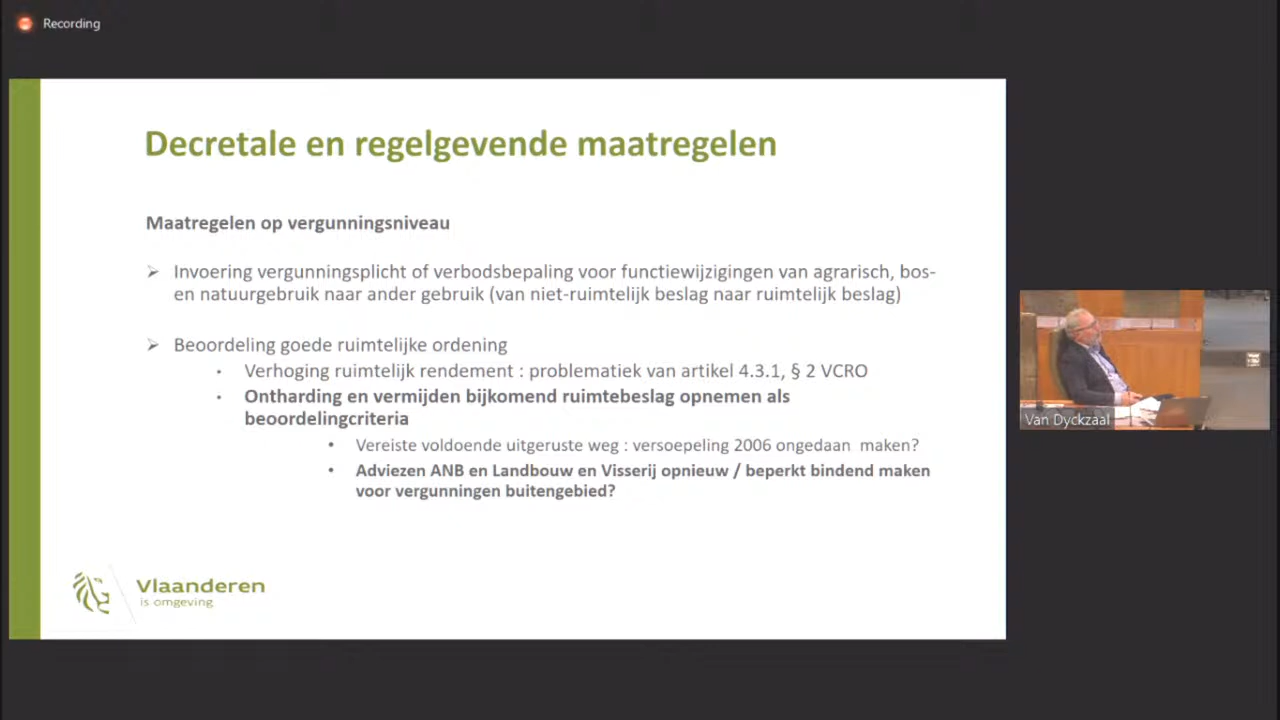 Recording
Decretale en regelgevende maatregelen
Maatregelen op vergunningsniveau
➢ Invoering vergunningsplicht of verbodsbepaling voor functiewijzigingen van agrarisch, bos-
en natuurgebruik naar ander gebruik (van niet-ruimtelijk beslag naar ruimtelijk beslag)
➢ Beoordeling goede ruimtelijke ordening
• Verhoging ruimtelijk rendement : problematiek van artikel 4.3.1, § 2 VCRO
• Ontharding en vermijden bijkomend ruimtebeslag opnemen als
beoordelingcriteria
• Vereiste voldoende uitgeruste weg : versoepeling 2006 ongedaan maken?
• Adviezen ANB en Landbouw en Visserij opnieuw / beperkt bindend maken
voor vergunningen buitengebied?
Vlaanderen
is omgeving
Van Dyckzaal